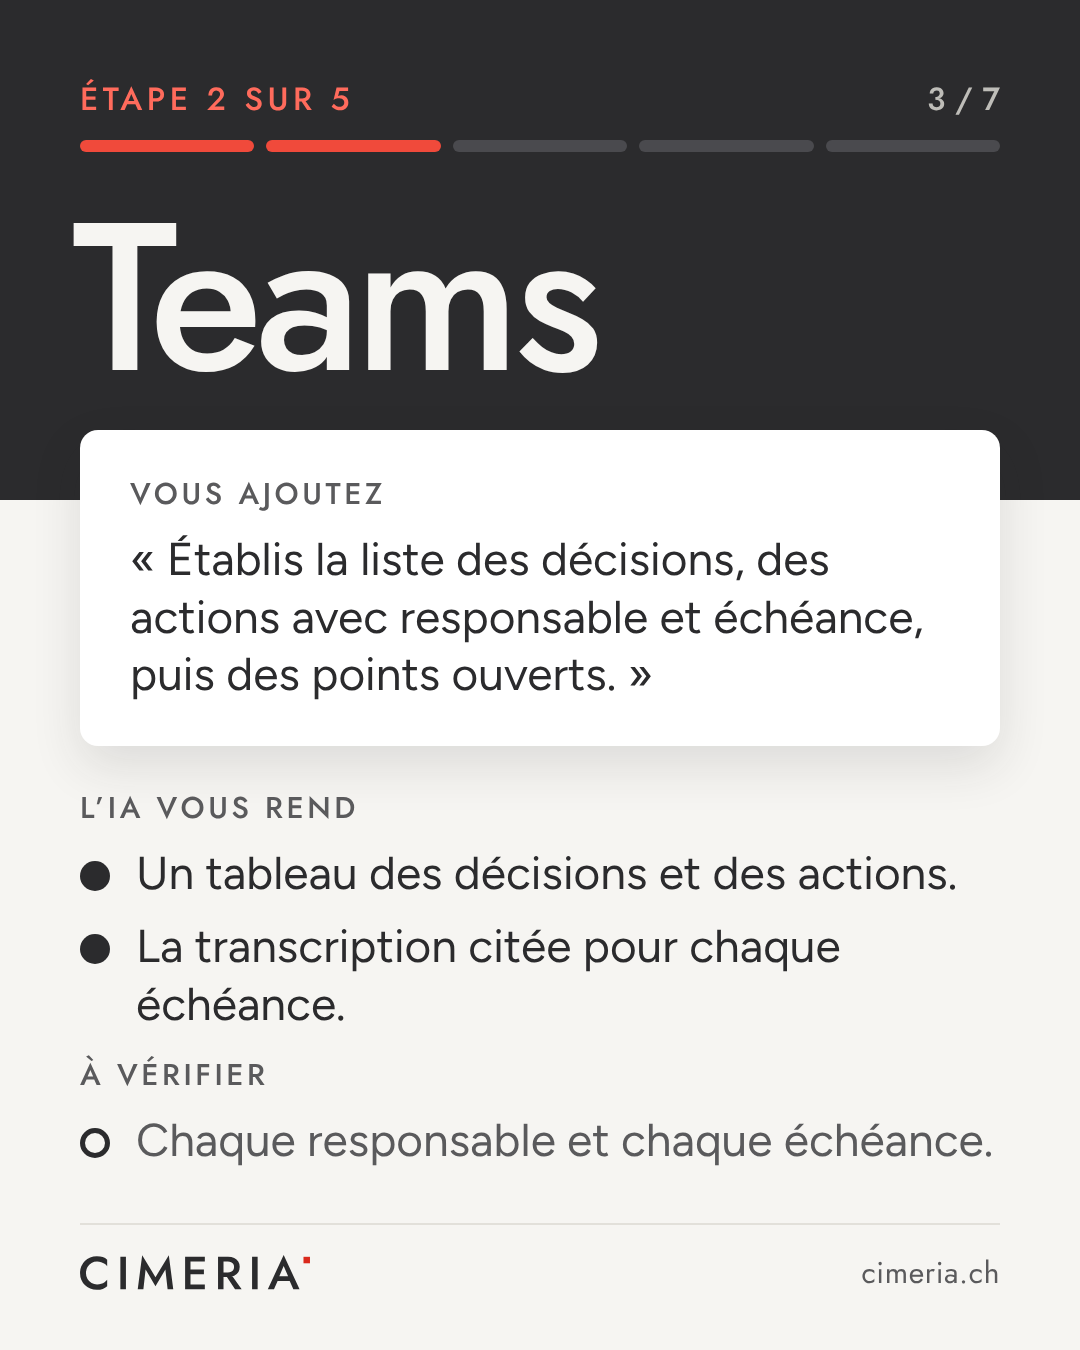 ÉTAPE 2 SUR 5
3 / 7
Teams
VOUS AJOUTEZ
« Établis la liste des décisions, des
actions avec responsable et échéance,
puis des points ouverts. »
L’IA VOUS REND
Un tableau des décisions et des actions.
La transcription citée pour chaque
échéance.
À VÉRIFIER
Chaque responsable et chaque échéance.
CIMERIA
cimeria.ch